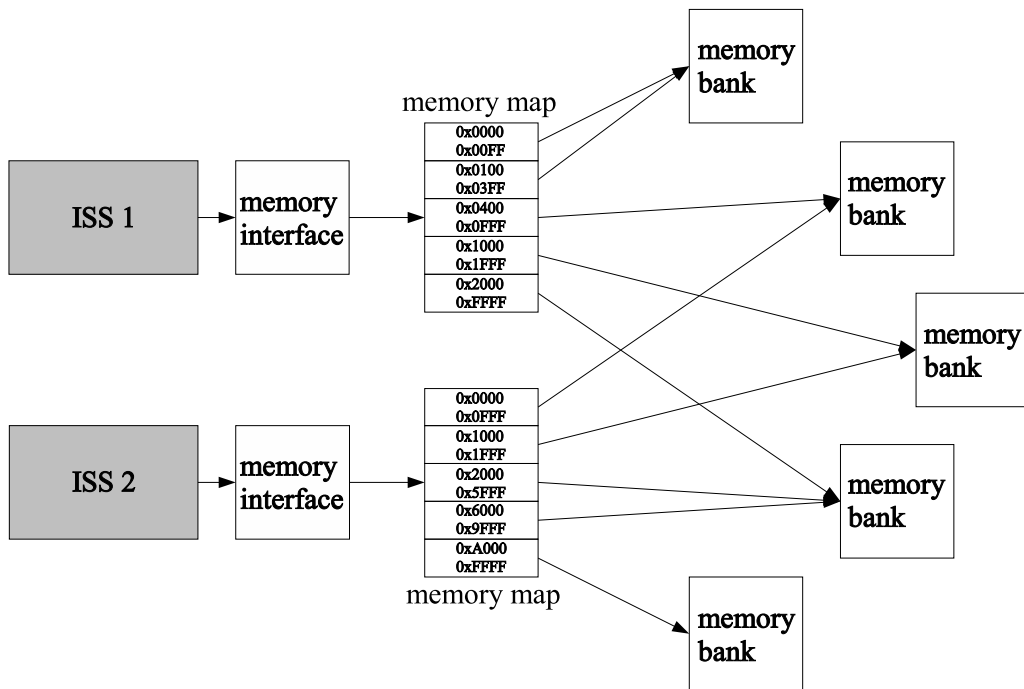 memory
bank
memory map
0x0000
0x00FF
0x0100
0x03FF
0x0400
0x0FFF
0x1000
0x1FFF
0x2000
0xFFFF
ISS 1
memory
interface
memory
bank
memory
bank
0x0000
0x0FFF
0x1000
0x1FFF
0x2000
0x5FFF
0x6000
0x9FFF
0xA000
0xFFFF
memory map
ISS 2
memory
interface
memory
bank
memory
bank